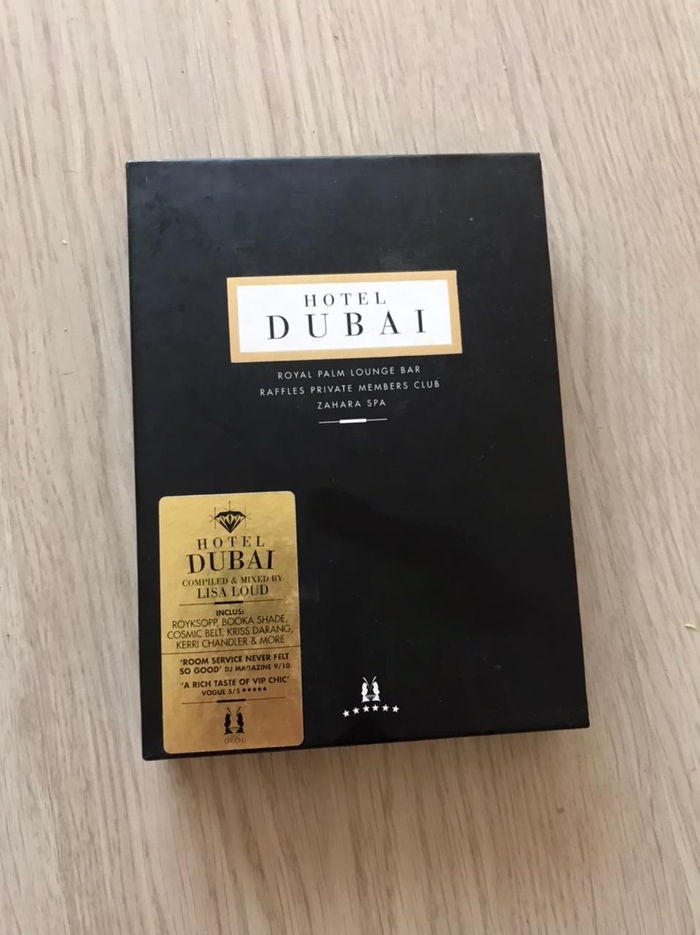 HOTEL
DUBAI
ROYAL PALM LOUNGE BAR
RAFFLES PRIVATE MEMBERS CLUB
ZAHARA SPA
HOTEL
DUBAI
COMPILED & MIXED BY
LISA LOUD
INCLUS:
ROYKSOPP, BOOKA SHADE,
COSMIC BELT, KRISS DARANG,
KERRI CHANDLER & MORE
'ROOM SERVICE NEVER FELT
SO GOOD' DJ MAGAZINE 9/10
'A RICH TASTE OF VIP CHIC'
VOGUE 5/5 ★★★★★